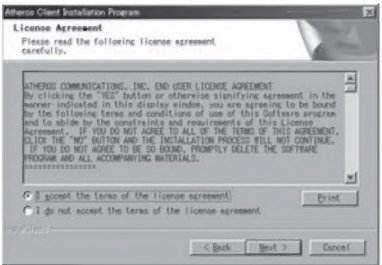 Atheros Client Installation Program
License Agreement
Please read the following license agreement
carefully.
ATHEROS COMMUNICATIONS, INC. END USER LICENSE AGREEMENT
By clicking the "YES" button or otherwise signifying agreement in the
manner indicated in this display window, you are agreeing to be bound
by the following terms and conditions of use of this Software program
and to abide by the constraints and requirements of this License
Agreement. IF YOU DO NOT AGREE TO ALL OF THE TERMS OF THIS AGREEMENT,
CLICK THE "NO" BUTTON AND THE INSTALLATION PROCESS WILL NOT CONTINUE.
IF YOU DO NOT AGREE TO BE SO BOUND, PROMPTLY DELETE THE SOFTWARE
PROGRAM AND ALL ACCOMPANYING MATERIALS.
****************
I accept the terms of the license agreement
Print
I do not accept the terms of the license agreement
InstallShield
< Back
Next >
Cancel